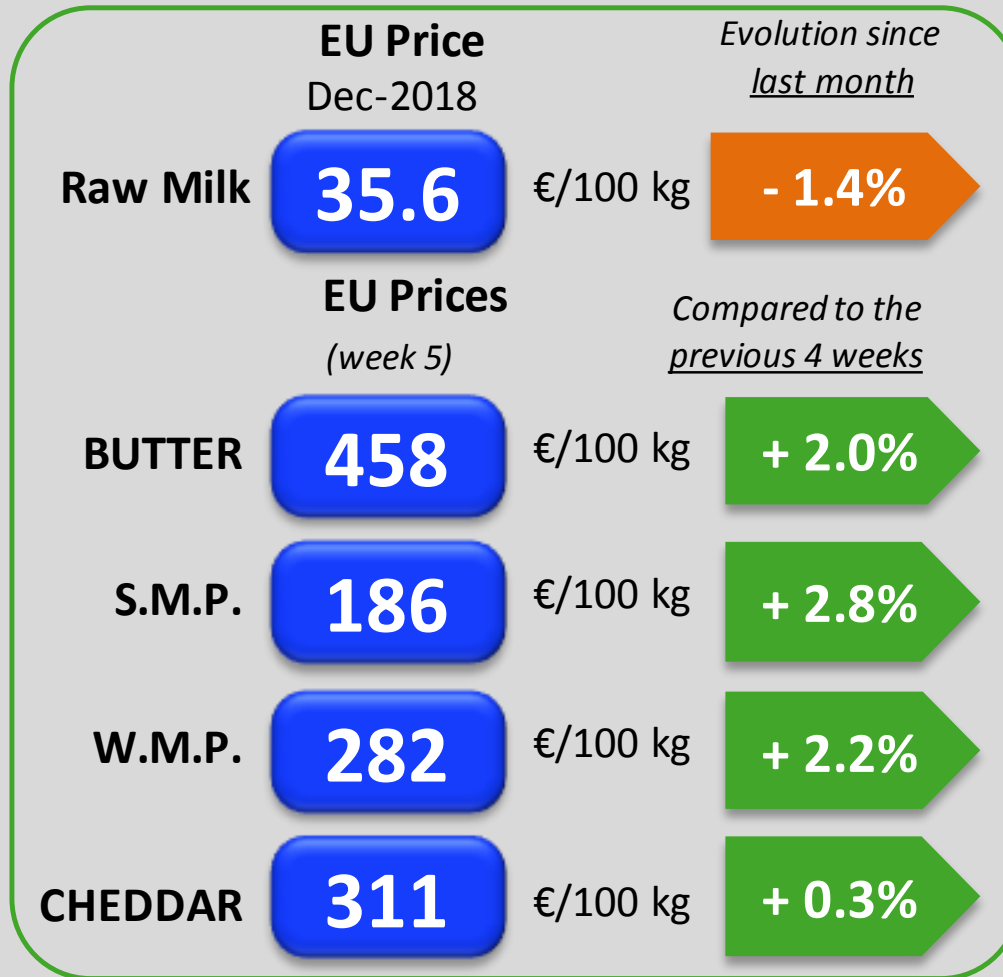 EU Price
Dec-2018
Evolution since
last month
Raw Milk 35.6 €/100 kg - 1.4%
EU Prices
(week 5)
Compared to the
previous 4 weeks
BUTTER 458 €/100 kg + 2.0%
S.M.P. 186 €/100 kg + 2.8%
W.M.P. 282 €/100 kg + 2.2%
CHEDDAR 311 €/100 kg + 0.3%